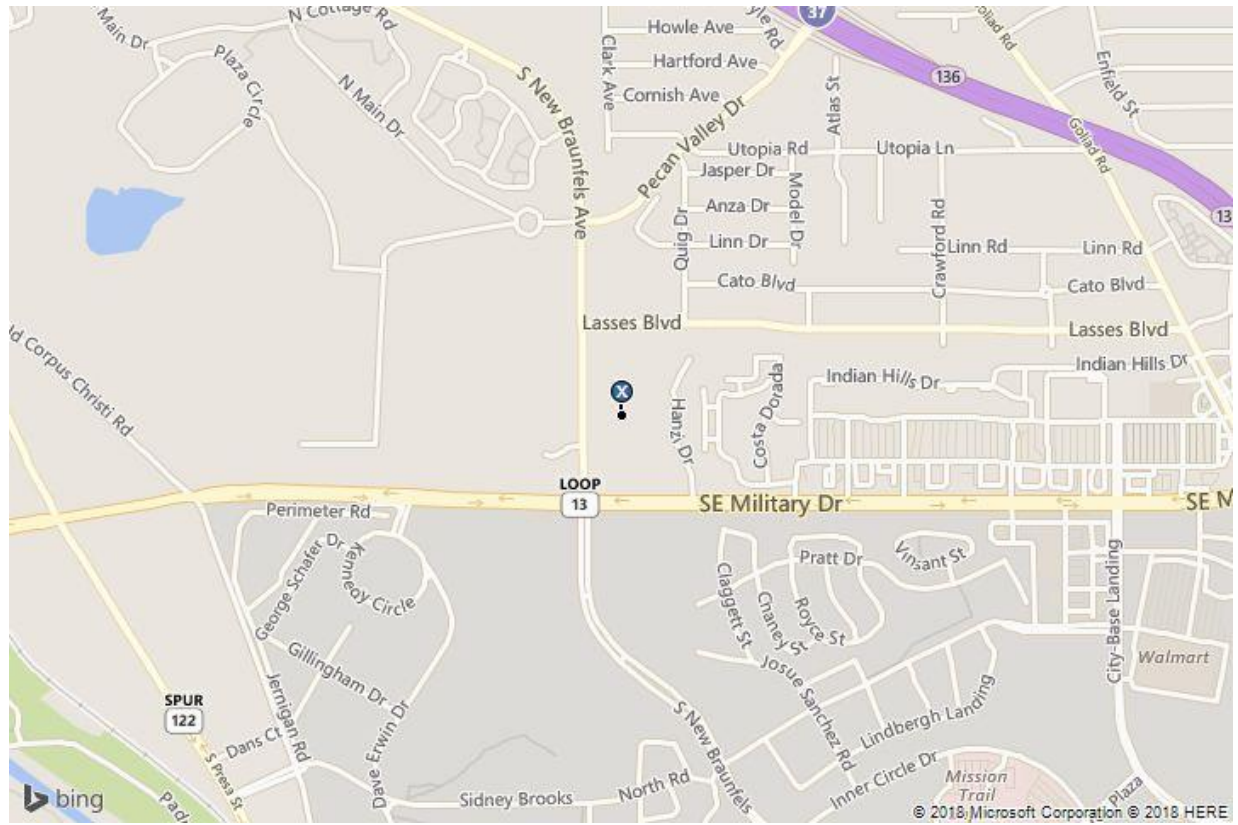 N Cottage Rd
Main Dr
Plaza Circle
N Main Dr
S New Braunfels Ave
Clark Ave
Howle Ave
Hartford Ave
Cornish Ave
37
Pecan Valley Dr
136
Goliad Rd
Enfield St
Atlas St
Utopia Rd
Utopia Ln
Goliad Rd
Jasper Dr
Anza Dr
Model Dr
Linn Dr
Quig Dr
Crawford Rd
Linn Rd
Linn Rd
Cato Blvd
Cato Blvd
Lasses Blvd
Lasses Blvd
Corpus Christi Rd
X
Indian Hills Dr
Indian Hills Dr
Costa Dorada
Hanzi Dr
LOOP
13
SE Military Dr
Perimeter Rd
George Schafer Dr
Kennedy Circle
Gillingham Dr
Jernigan Rd
Dave Erwin Dr
SPUR
122
S Presa St
Dans Ct
Pratt Dr
Vinsant St
Claggett St
Chaney St
Royce St
Josue Sanchez Rd
City-Base Landing
Walmart
Lindbergh Landing
S New Braunfels
Sidney Brooks
North Rd
Inner Circle Dr
Mission
Trail
Plaza
bing
© 2018 Microsoft Corporation © 2018 HERE